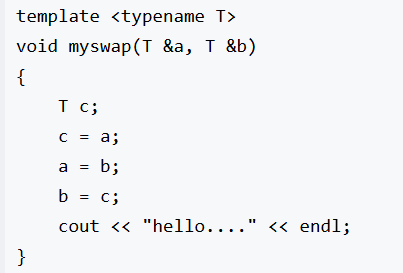 template <typename T>
void myswap(T &a, T &b)
{
    T c;
    c = a;
    a = b;
    b = c;
    cout << "hello...." << endl;
}